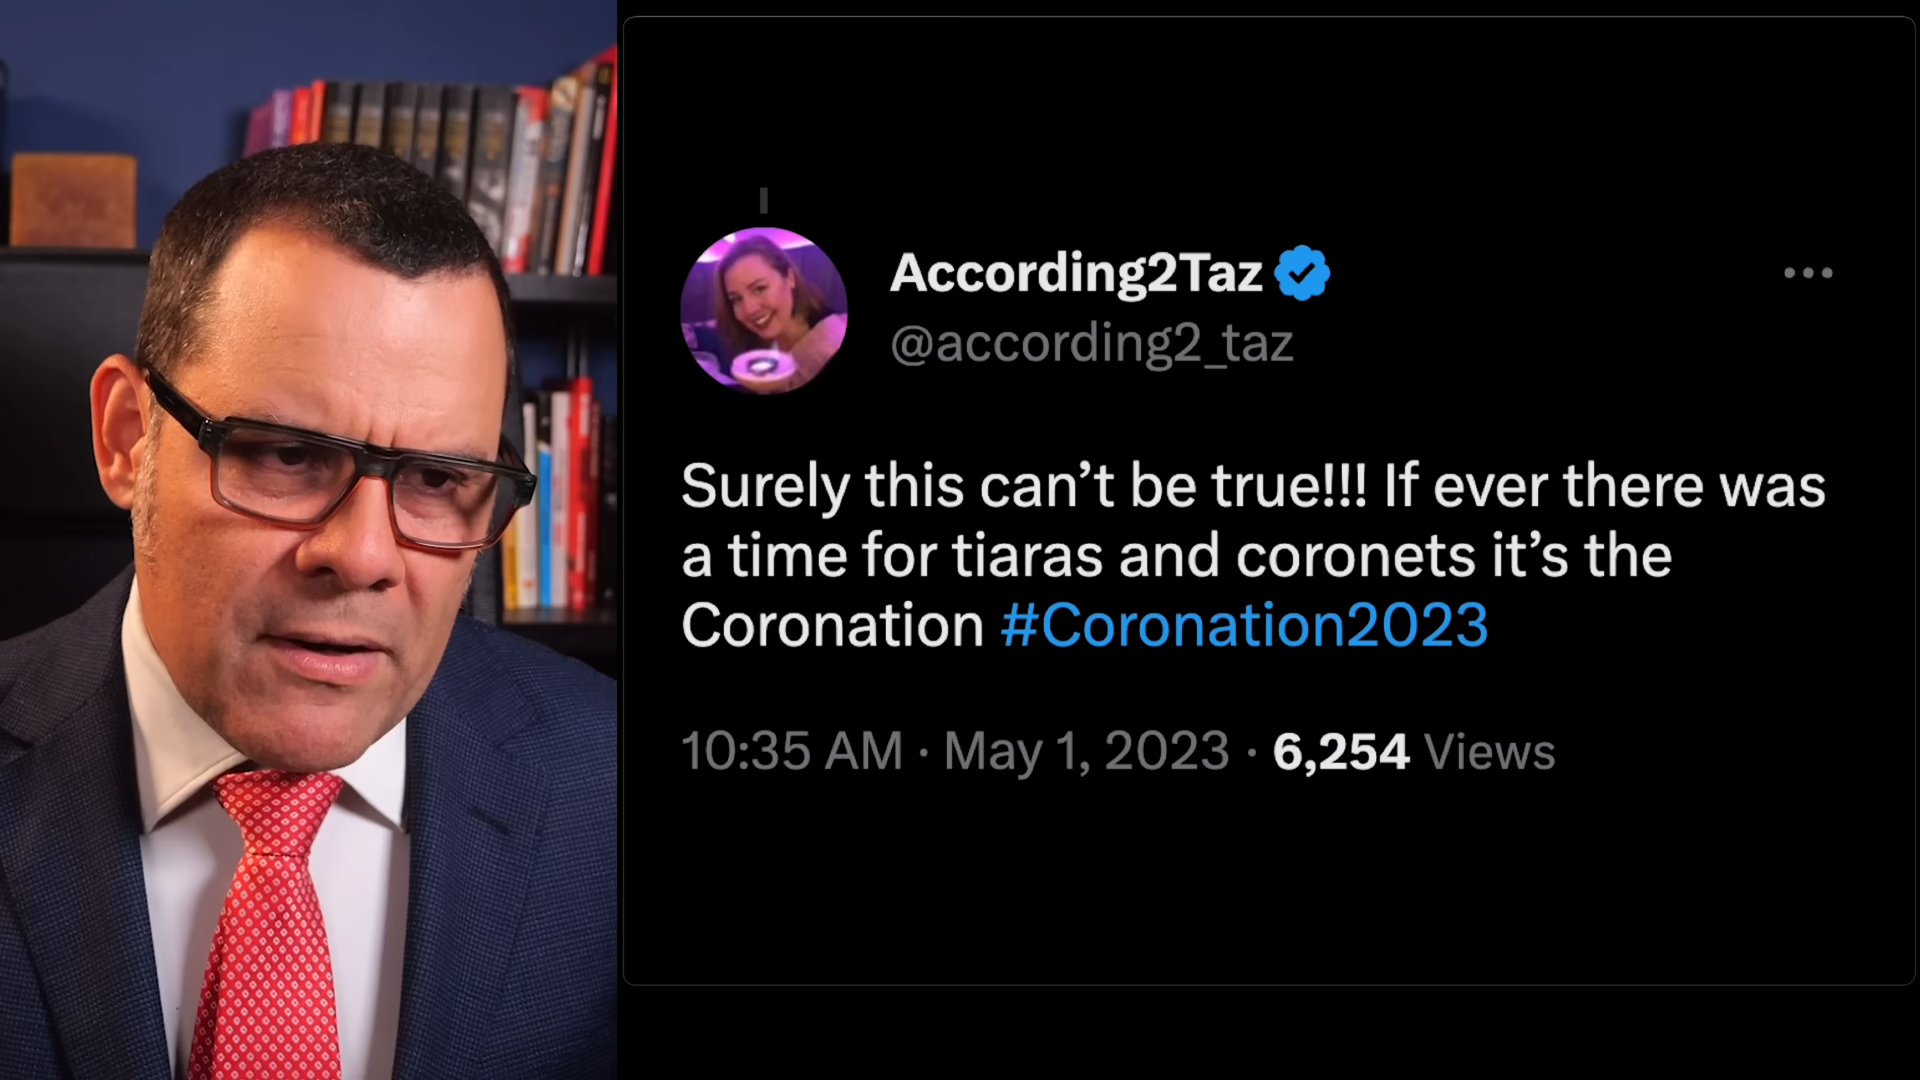 According2Taz
@according2_taz
Surely this can’t be true!!! If ever there was
a time for tiaras and coronets it’s the
Coronation #Coronation2023
10:35 AM · May 1, 2023 · 6,254 Views